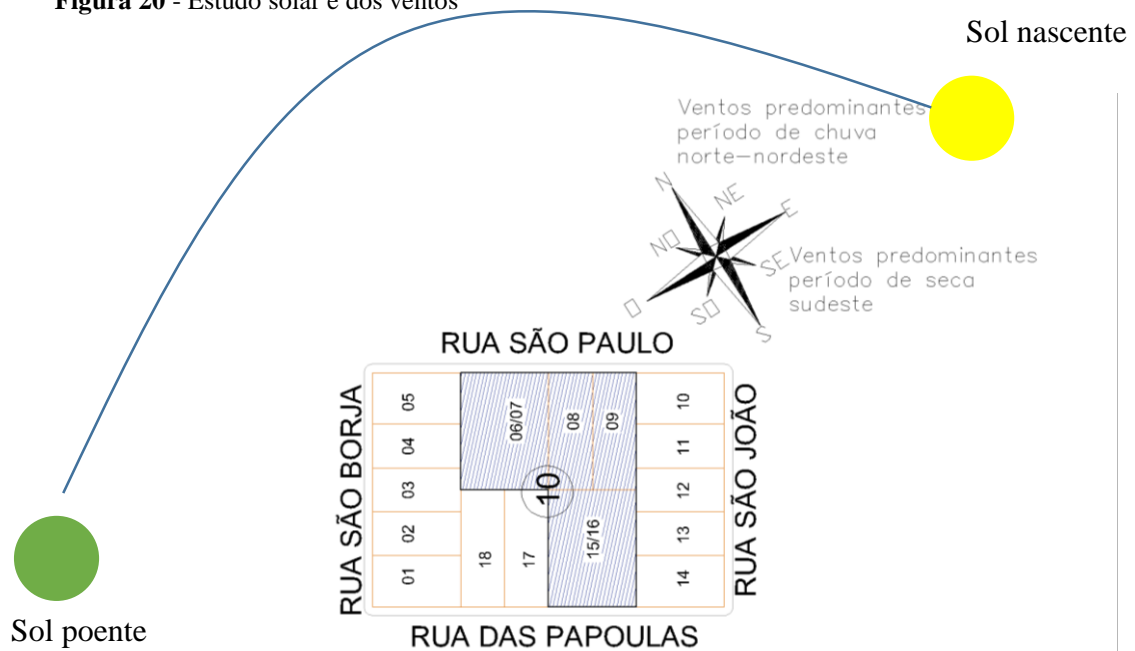 Figura 20 - Estudo solar e dos ventos
Sol nascente
Ventos predominantes
período de chuva
norte-nordeste
N
NE
E
NO
SE
Ventos predominantes
período de seca
sudeste
O
SO
S
RUA SÃO PAULO
RUA SÃO BORJA
05
04
03
02
01
06/07
08
09
10
10
11
12
13
14
18
17
15/16
RUA SÃO JOÃO
Sol poente
RUA DAS PAPOULAS